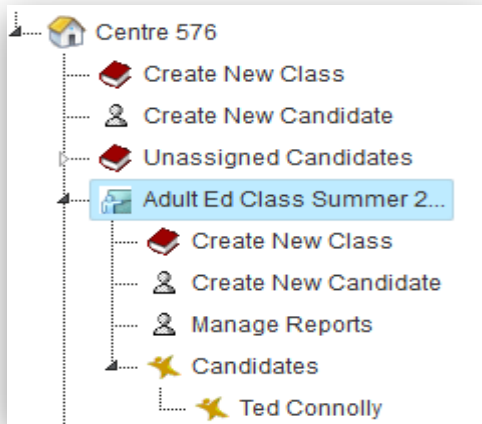 Centre 576
Create New Class
Create New Candidate
Unassigned Candidates
Adult Ed Class Summer 2...
Create New Class
Create New Candidate
Manage Reports
Candidates
Ted Connolly